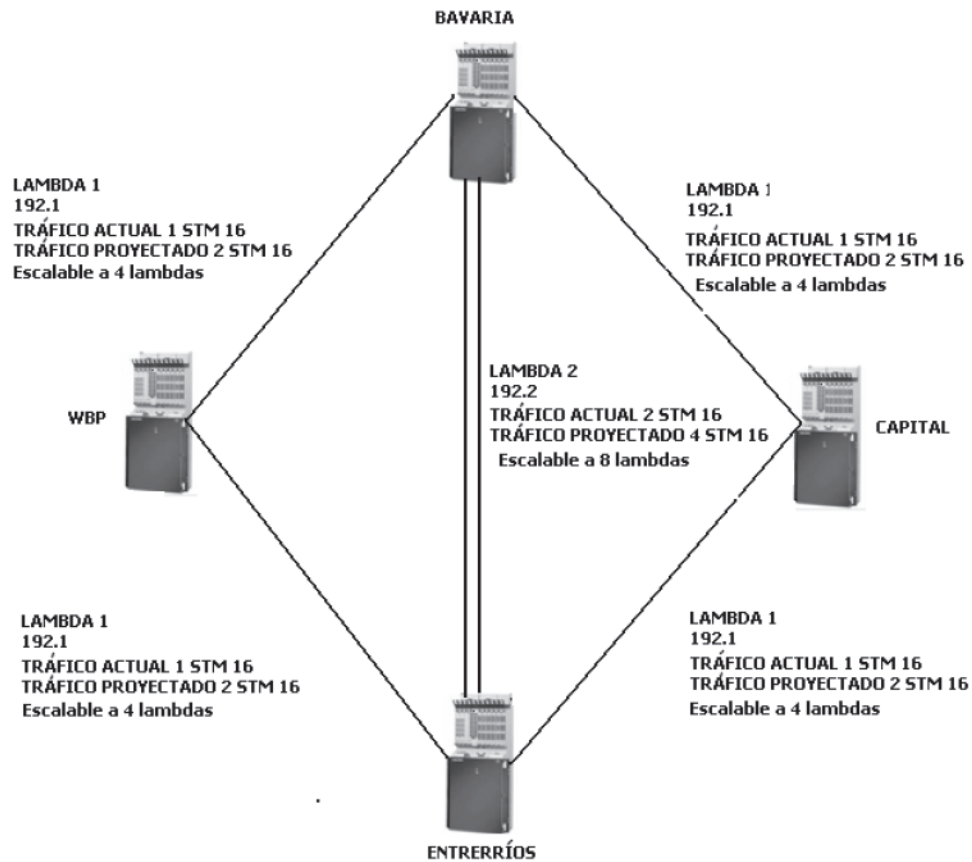 BAVARIA
LAMBDA 1
192.1
TRÁFICO ACTUAL 1 STM 16
TRÁFICO PROYECTADO 2 STM 16
Escalable a 4 lambdas
LAMBDA 1
192.1
TRÁFICO ACTUAL 1 STM 16
TRÁFICO PROYECTADO 2 STM 16
Escalable a 4 lambdas
WBP
LAMBDA 2
192.2
TRÁFICO ACTUAL 2 STM 16
TRÁFICO PROYECTADO 4 STM 16
Escalable a 8 lambdas
CAPITAL
LAMBDA 1
192.1
TRÁFICO ACTUAL 1 STM 16
TRÁFICO PROYECTADO 2 STM 16
Escalable a 4 lambdas
LAMBDA 1
192.1
TRÁFICO ACTUAL 1 STM 16
TRÁFICO PROYECTADO 2 STM 16
Escalable a 4 lambdas
ENTRERRÍOS